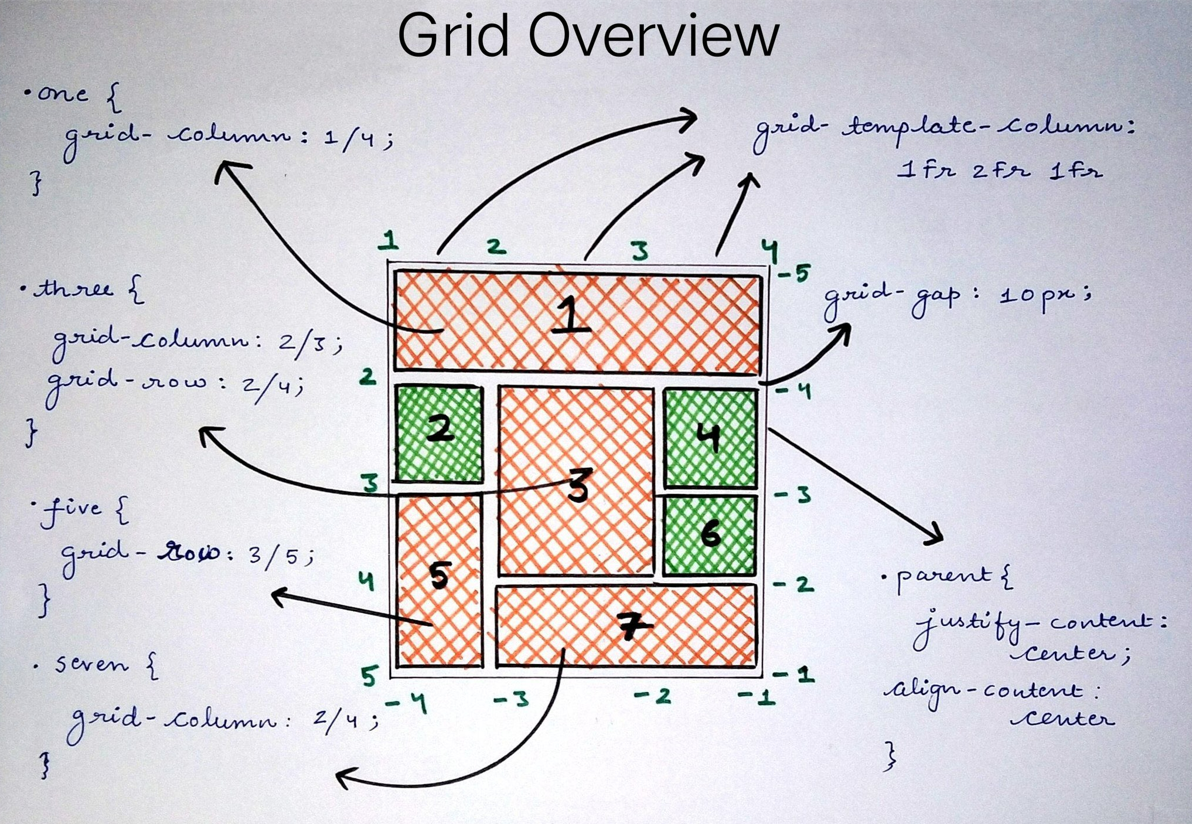 Grid Overview
.one {
grid-column: 1/4;
}
.three {
grid-column: 2/3;
grid-row: 2/4;
}
.five {
grid-row: 3/5;
}
.seven {
grid-column: 2/4;
}
1 2 3 4
2
3
4
5
-5
-4
-3
-2
-1
-4 -3 -2 -1
1
2
3
4
5
6
7
grid-template-column:
1fr 2fr 1fr
grid-gap: 10px;
.parent{
justify-content:
center;
align-content:
center
}